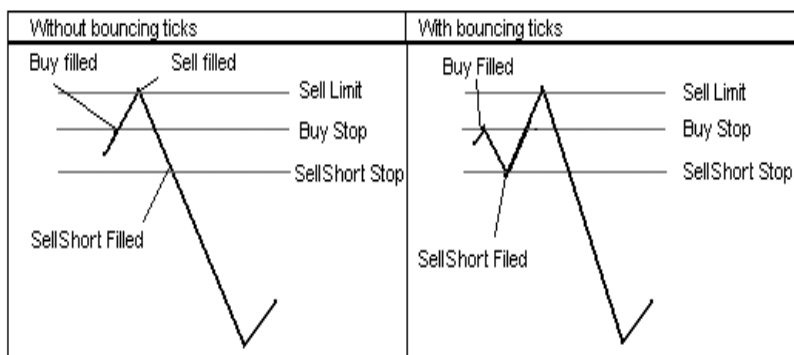 Without bouncing ticks
Buy filled
Sell filled
Sell Limit
Buy Stop
SellShort Stop
SellShort Filled
With bouncing ticks
Buy Filled
Sell Limit
Buy Stop
SellShort Stop
SellShort Filed